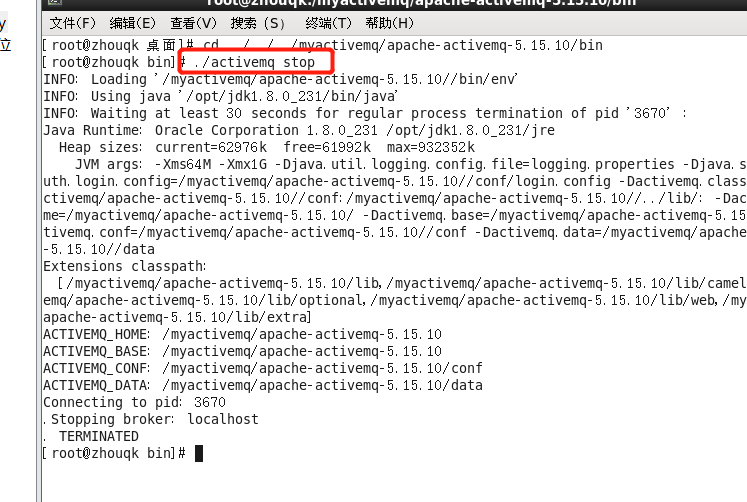 root@zhouqk:/myactivemq/apache-activemq-5.15.10/bin
文件(F) 编辑(E) 查看(V) 搜索 (S) 终端(T) 帮助(H)
y
位
[root@zhouqk 桌面]# cd ../../../myactivemq/apache-activemq-5.15.10/bin
[root@zhouqk bin]# ./activemq stop
INFO: Loading '/myactivemq/apache-activemq-5.15.10//bin/env'
INFO: Using java '/opt/jdk1.8.0_231/bin/java'
INFO: Waiting at least 30 seconds for regular process termination of pid '3670' :
Java Runtime: Oracle Corporation 1.8.0_231 /opt/jdk1.8.0_231/jre
Heap sizes: current=62976k free=61992k max=932352k
JVM args: -Xms64M -Xmx1G -Djava.util.logging.config.file=logging.properties -Djava.s
uth.login.config=/myactivemq/apache-activemq-5.15.10//conf/login.config -Dactivemq.class
ctivemq/apache-activemq-5.15.10//conf:/myactivemq/apache-activemq-5.15.10//../lib/: -Dac
me=/myactivemq/apache-activemq-5.15.10/ -Dactivemq.base=/myactivemq/apache-activemq-5.15
tivemq.conf=/myactivemq/apache-activemq-5.15.10//conf -Dactivemq.data=/myactivemq/apache
-5.15.10//data
Extensions classpath:
[/myactivemq/apache-activemq-5.15.10/lib,/myactivemq/apache-activemq-5.15.10/lib/camel
emq/apache-activemq-5.15.10/lib/optional,/myactivemq/apache-activemq-5.15.10/lib/web,/my
apache-activemq-5.15.10/lib/extra]
ACTIVEMQ_HOME: /myactivemq/apache-activemq-5.15.10
ACTIVEMQ_BASE: /myactivemq/apache-activemq-5.15.10
ACTIVEMQ_CONF: /myactivemq/apache-activemq-5.15.10/conf
ACTIVEMQ_DATA: /myactivemq/apache-activemq-5.15.10/data
Connecting to pid: 3670
.Stopping broker: localhost
. TERMINATED
[root@zhouqk bin]#